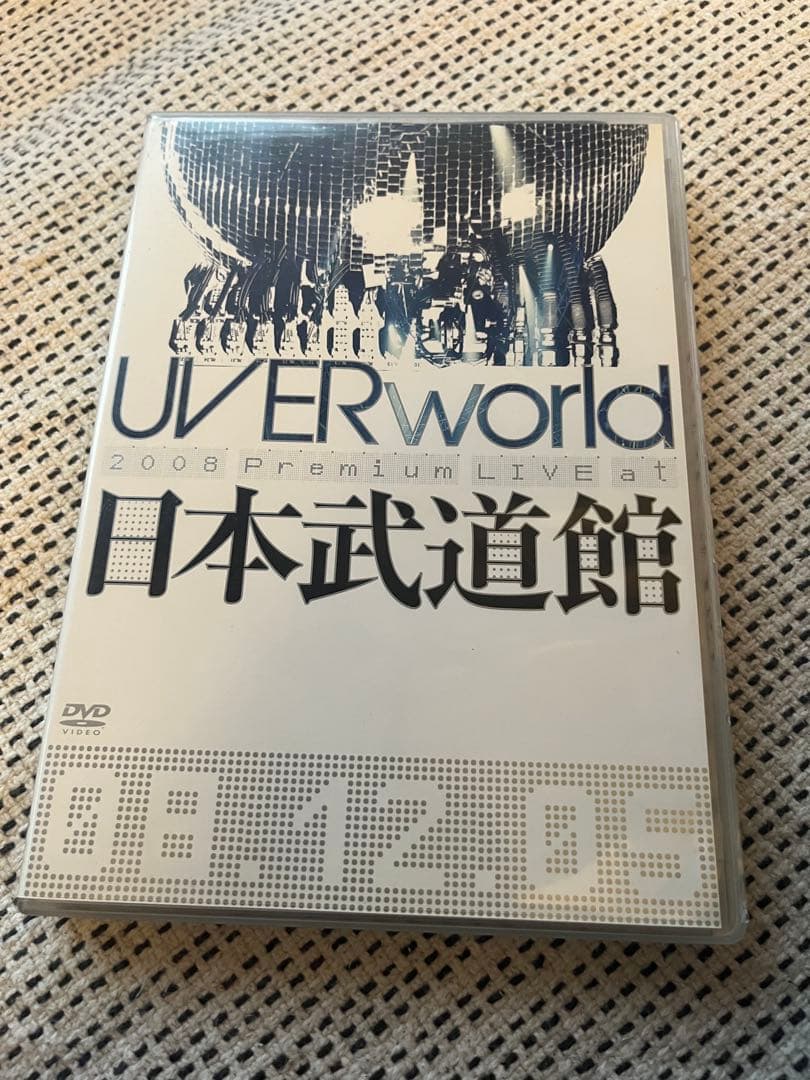 UVERworld
2008 Premium LIVE at
日本武道館
DVD
VIDEO
08.12.05